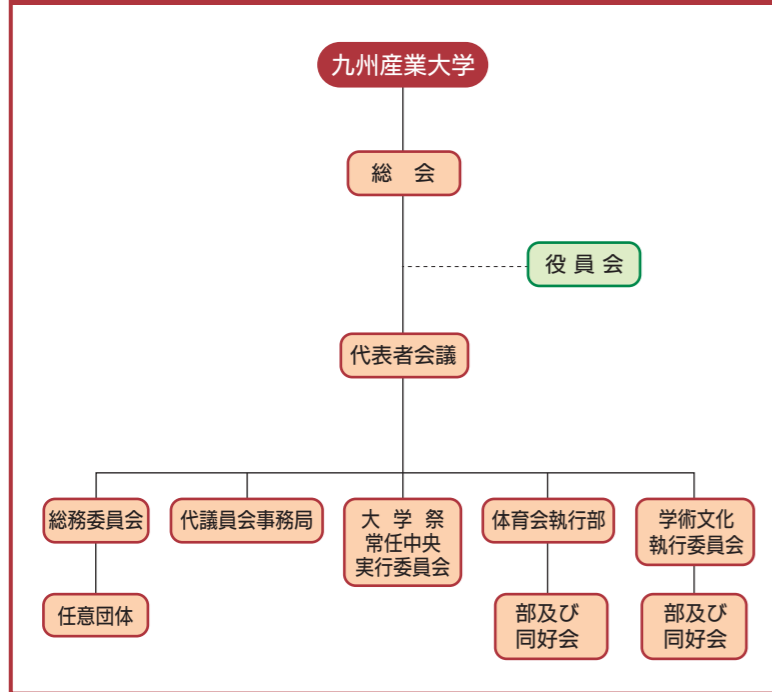 九州産業大学
総　会
役 員 会
代表者会議
総務委員会
代議員会事務局
大 学 祭
常任中央
実行委員会
体育会執行部
学術文化
執行委員会
任意団体
部及び
同好会
部及び
同好会